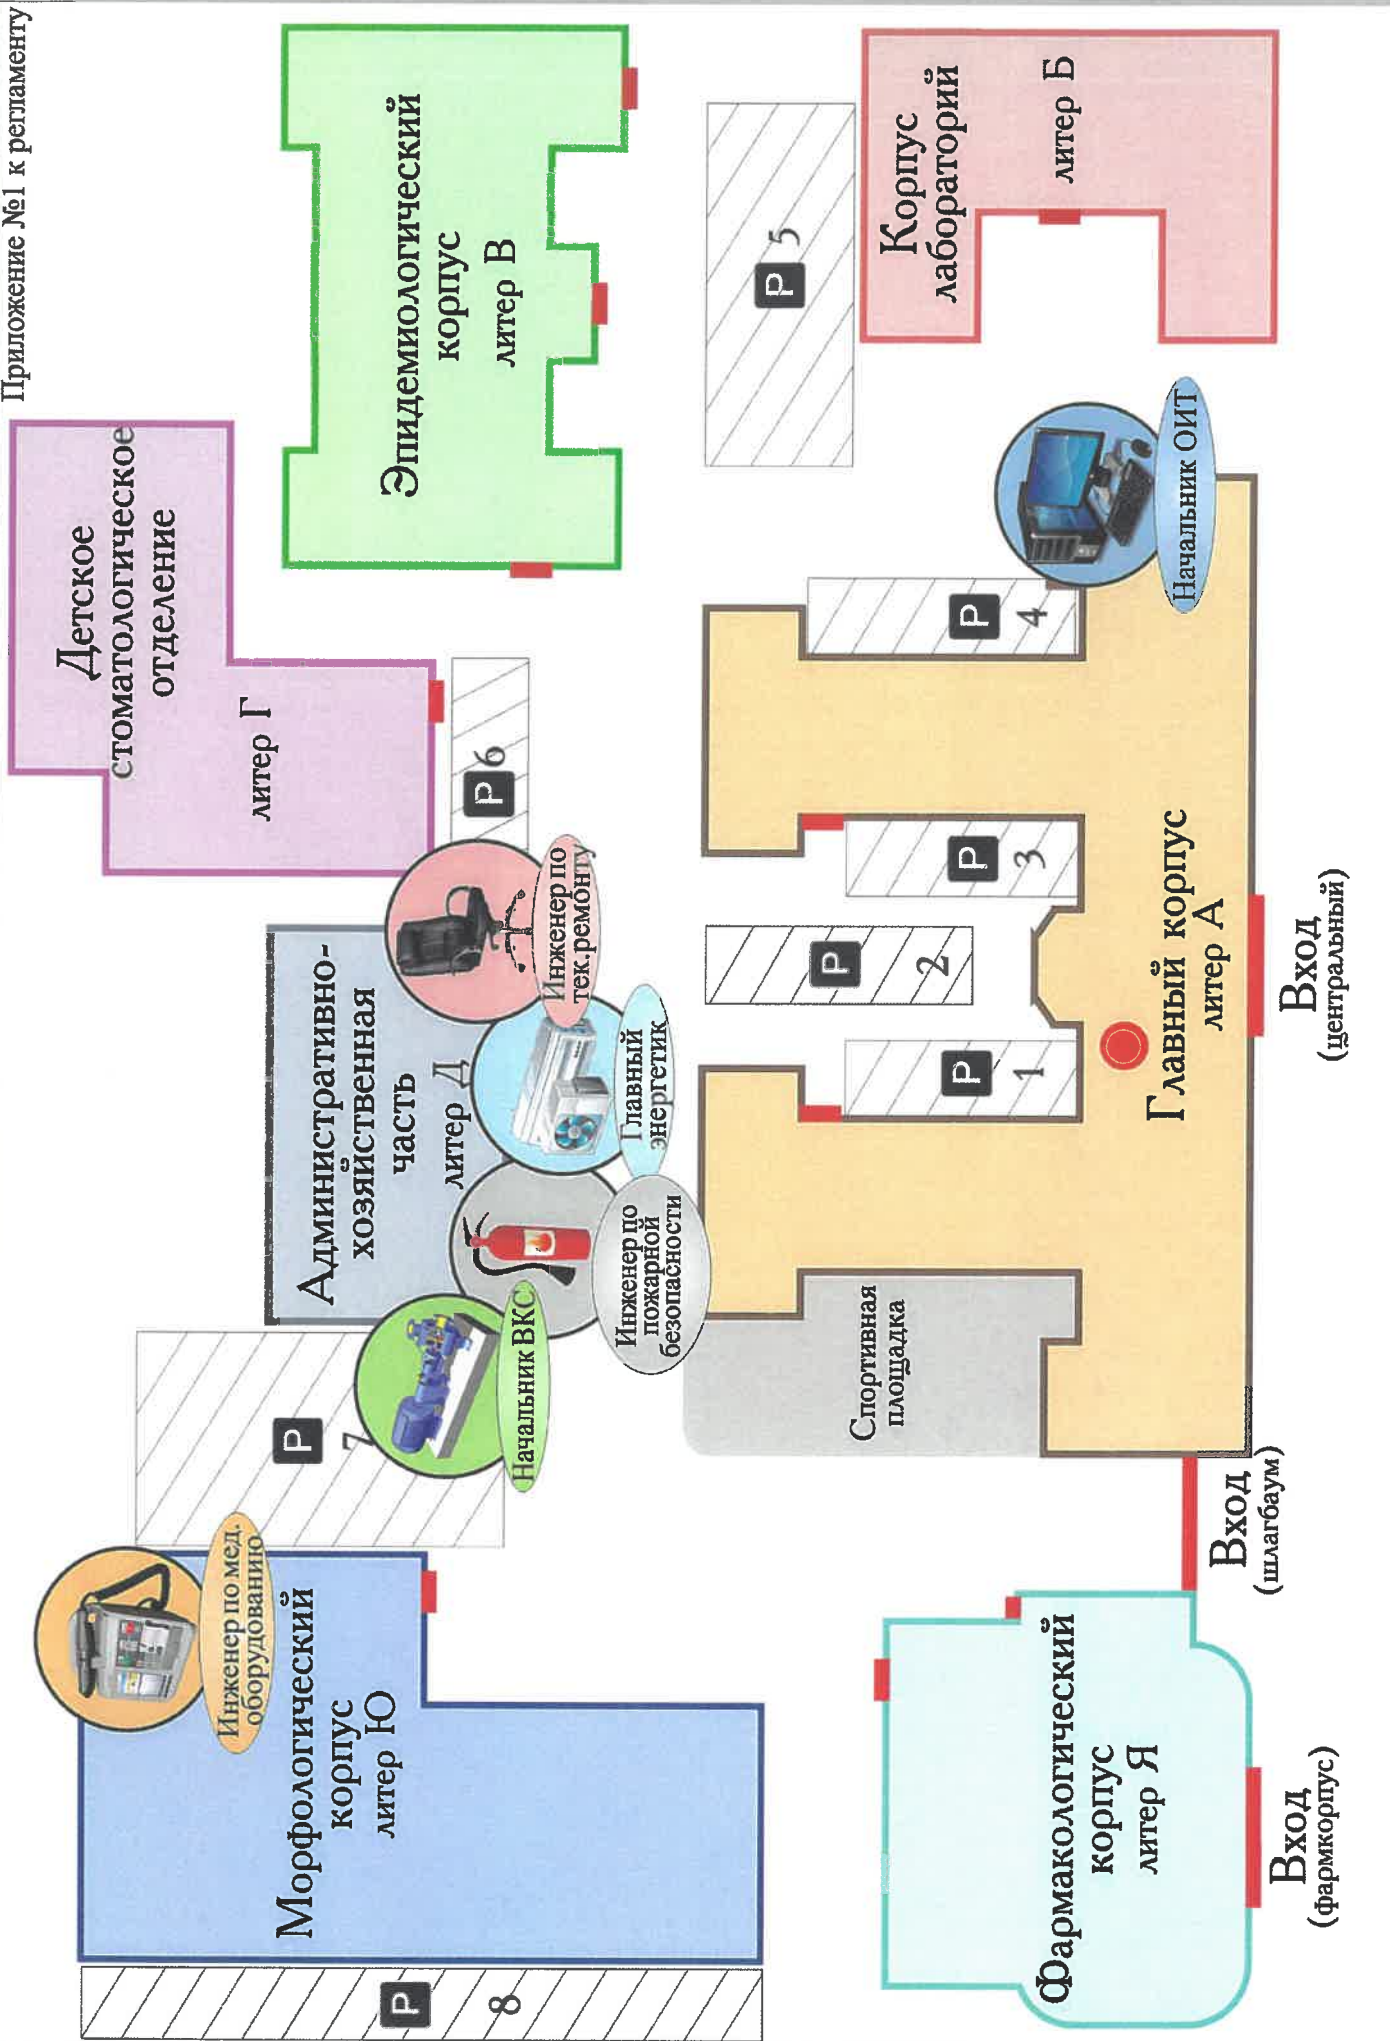 Приложение №1 к регламенту
Инженер по мед.
оборудованию
Морфологический
корпус
литер Ю
P
8
P
7
Начальник ВКС
Административно-
хозяйственная
часть
литер Д
Инженер по
пожарной
безопасности
Главный
энергетик
Инженер по
тек.ремонту
Детское
стоматологическое
отделение
литер Г
P
6
Эпидемиологический
корпус
литер В
P
5
Корпус
лабораторий
литер Б
Фармакологический
корпус
литер Я
Вход
(фармкорпус)
Вход
(шлагбаум)
Спортивная
площадка
P
1
P
2
P
3
P
4
Начальник ОИТ
Главный корпус
литер А
Вход
(центральный)